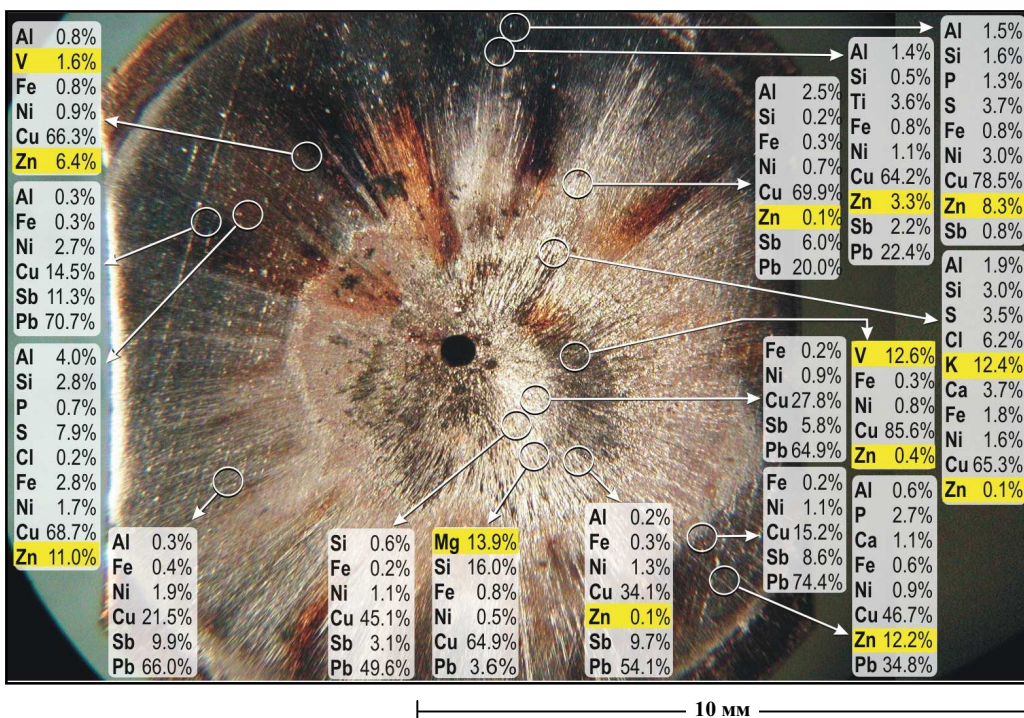 Al 0.8%
V 1.6%
Fe 0.8%
Ni 0.9%
Cu 66.3%
Zn 6.4%
Al 0.3%
Fe 0.3%
Ni 2.7%
Cu 14.5%
Sb 11.3%
Pb 70.7%
Al 4.0%
Si 2.8%
P 0.7%
S 7.9%
Cl 0.2%
Fe 2.8%
Ni 1.7%
Cu 68.7%
Zn 11.0%
Al 0.3%
Fe 0.4%
Ni 1.9%
Cu 21.5%
Sb 9.9%
Pb 66.0%
Si 0.6%
Fe 0.2%
Ni 1.1%
Cu 45.1%
Sb 3.1%
Pb 49.6%
Mg 13.9%
Si 16.0%
Fe 0.8%
Ni 0.5%
Cu 64.9%
Pb 3.6%
Al 0.2%
Fe 0.3%
Ni 1.3%
Cu 34.1%
Zn 0.1%
Sb 9.7%
Pb 54.1%
Al 2.5%
Si 0.2%
Fe 0.3%
Ni 0.7%
Cu 69.9%
Zn 0.1%
Sb 6.0%
Pb 20.0%
Al 1.4%
Si 0.5%
Ti 3.6%
Fe 0.8%
Ni 1.1%
Cu 64.2%
Zn 3.3%
Sb 2.2%
Pb 22.4%
Al 1.5%
Si 1.6%
P 1.3%
S 3.7%
Fe 0.8%
Ni 3.0%
Cu 78.5%
Zn 8.3%
Sb 0.8%
Al 1.9%
Si 3.0%
S 3.5%
Cl 6.2%
K 12.4%
Ca 3.7%
Fe 1.8%
Ni 1.6%
Cu 65.3%
Zn 0.1%
Fe 0.2%
Ni 0.9%
Cu 27.8%
Sb 5.8%
Pb 64.9%
V 12.6%
Fe 0.3%
Ni 0.8%
Cu 85.6%
Zn 0.4%
Fe 0.2%
Ni 1.1%
Cu 15.2%
Sb 8.6%
Pb 74.4%
Al 0.6%
P 2.7%
Ca 1.1%
Fe 0.6%
Ni 0.9%
Cu 46.7%
Zn 12.2%
Pb 34.8%
10 мм